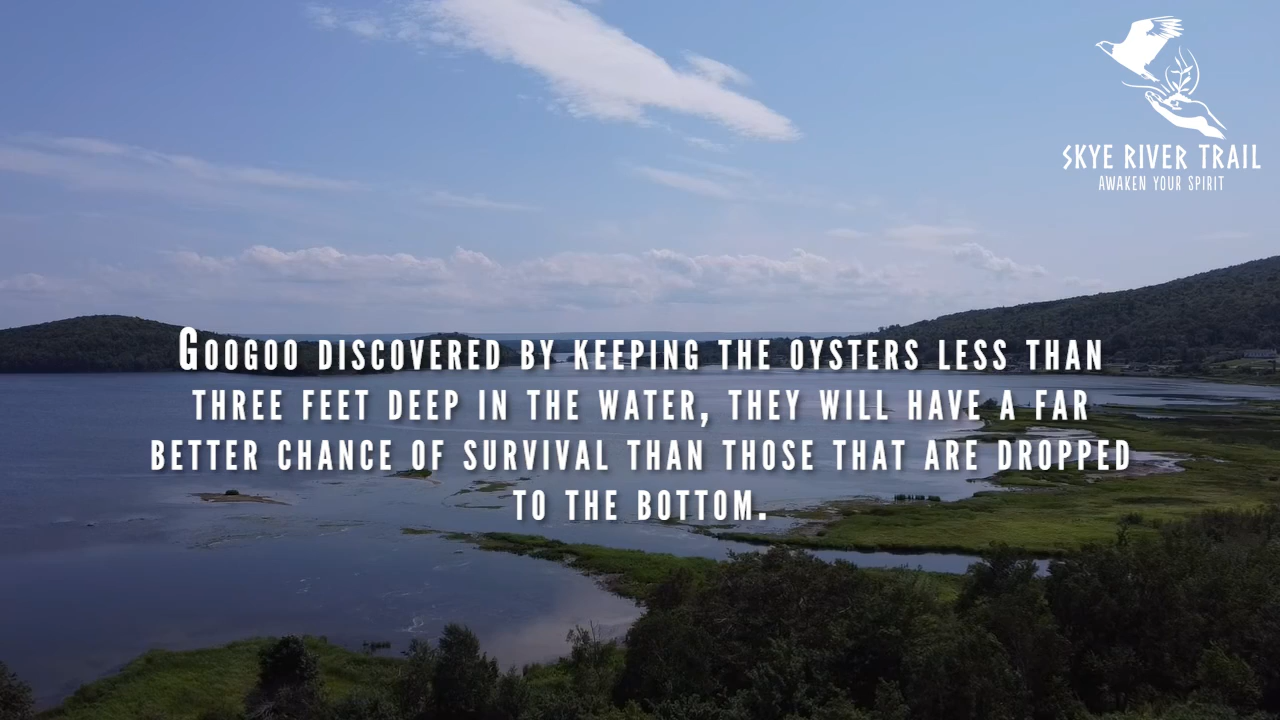 SKYE RIVER TRAIL
AWAKEN YOUR SPIRIT
GOOGOO DISCOVERED BY KEEPING THE OYSTERS LESS THAN
THREE FEET DEEP IN THE WATER, THEY WILL HAVE A FAR
BETTER CHANCE OF SURVIVAL THAN THOSE THAT ARE DROPPED
TO THE BOTTOM.